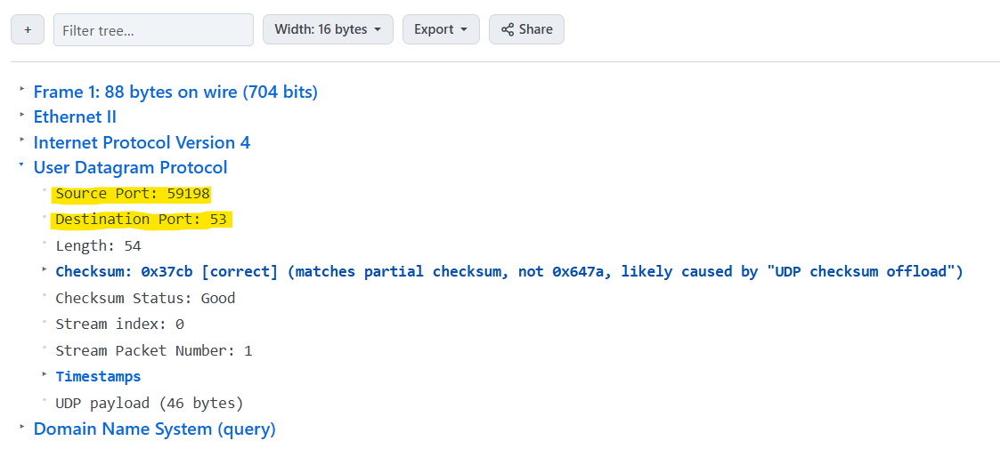 + Filter tree... Width: 16 bytes Export Share
Frame 1: 88 bytes on wire (704 bits)
Ethernet II
Internet Protocol Version 4
User Datagram Protocol
Source Port: 59198
Destination Port: 53
Length: 54
Checksum: 0x37cb [correct] (matches partial checksum, not 0x647a, likely caused by "UDP checksum offload")
Checksum Status: Good
Stream index: 0
Stream Packet Number: 1
Timestamps
UDP payload (46 bytes)
Domain Name System (query)